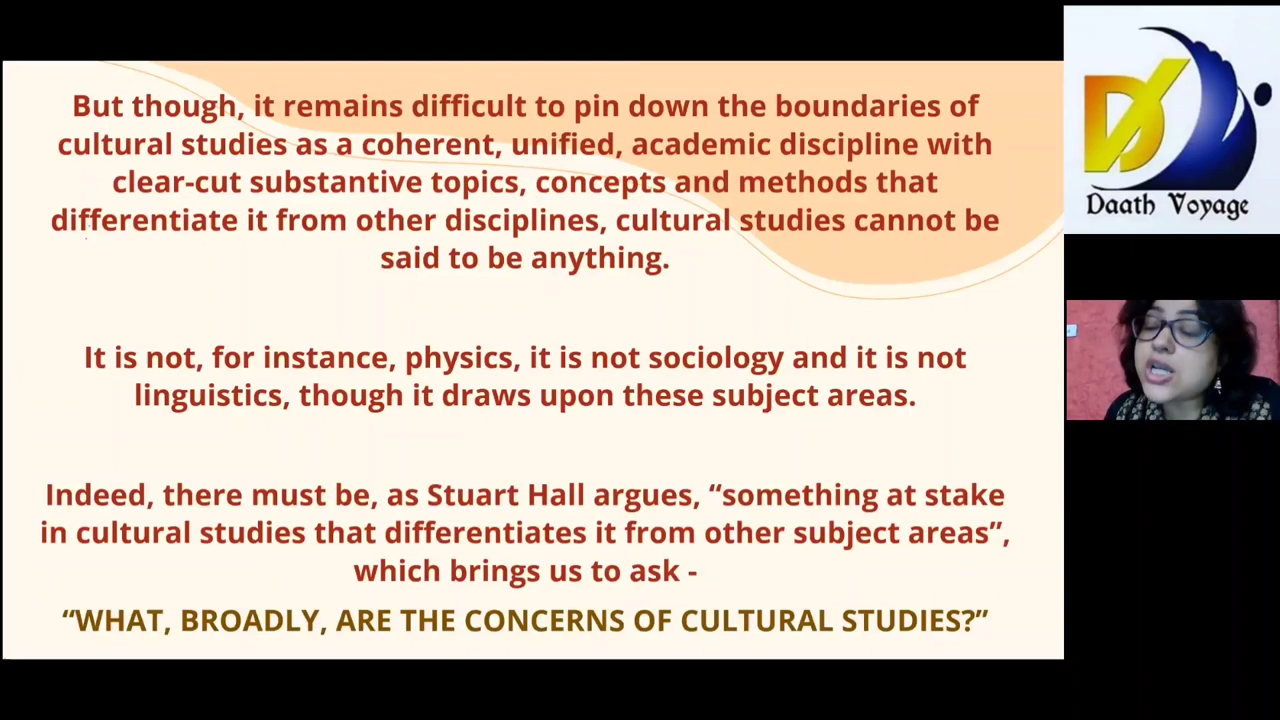 But though, it remains difficult to pin down the boundaries of
cultural studies as a coherent, unified, academic discipline with
clear-cut substantive topics, concepts and methods that
differentiate it from other disciplines, cultural studies cannot be
said to be anything.
It is not, for instance, physics, it is not sociology and it is not
linguistics, though it draws upon these subject areas.
Indeed, there must be, as Stuart Hall argues, “something at stake
in cultural studies that differentiates it from other subject areas”,
which brings us to ask -
“WHAT, BROADLY, ARE THE CONCERNS OF CULTURAL STUDIES?”
Daath Voyage